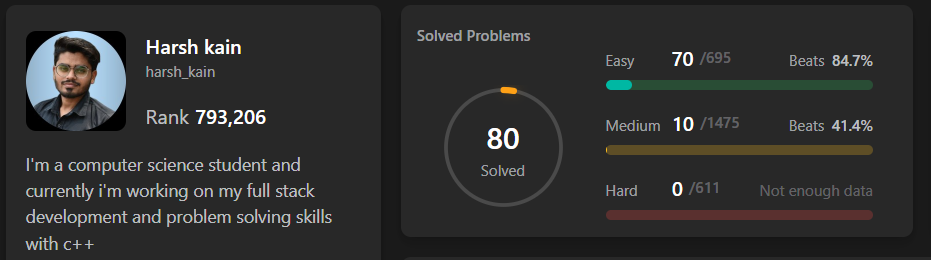 Harsh kain
harsh_kain
Rank 793,206
I'm a computer science student and
currently i'm working on my full stack
development and problem solving skills
with c++
Solved Problems
80
Solved
Easy 70 /695 Beats 84.7%
Medium 10 /1475 Beats 41.4%
Hard 0 /611 Not enough data